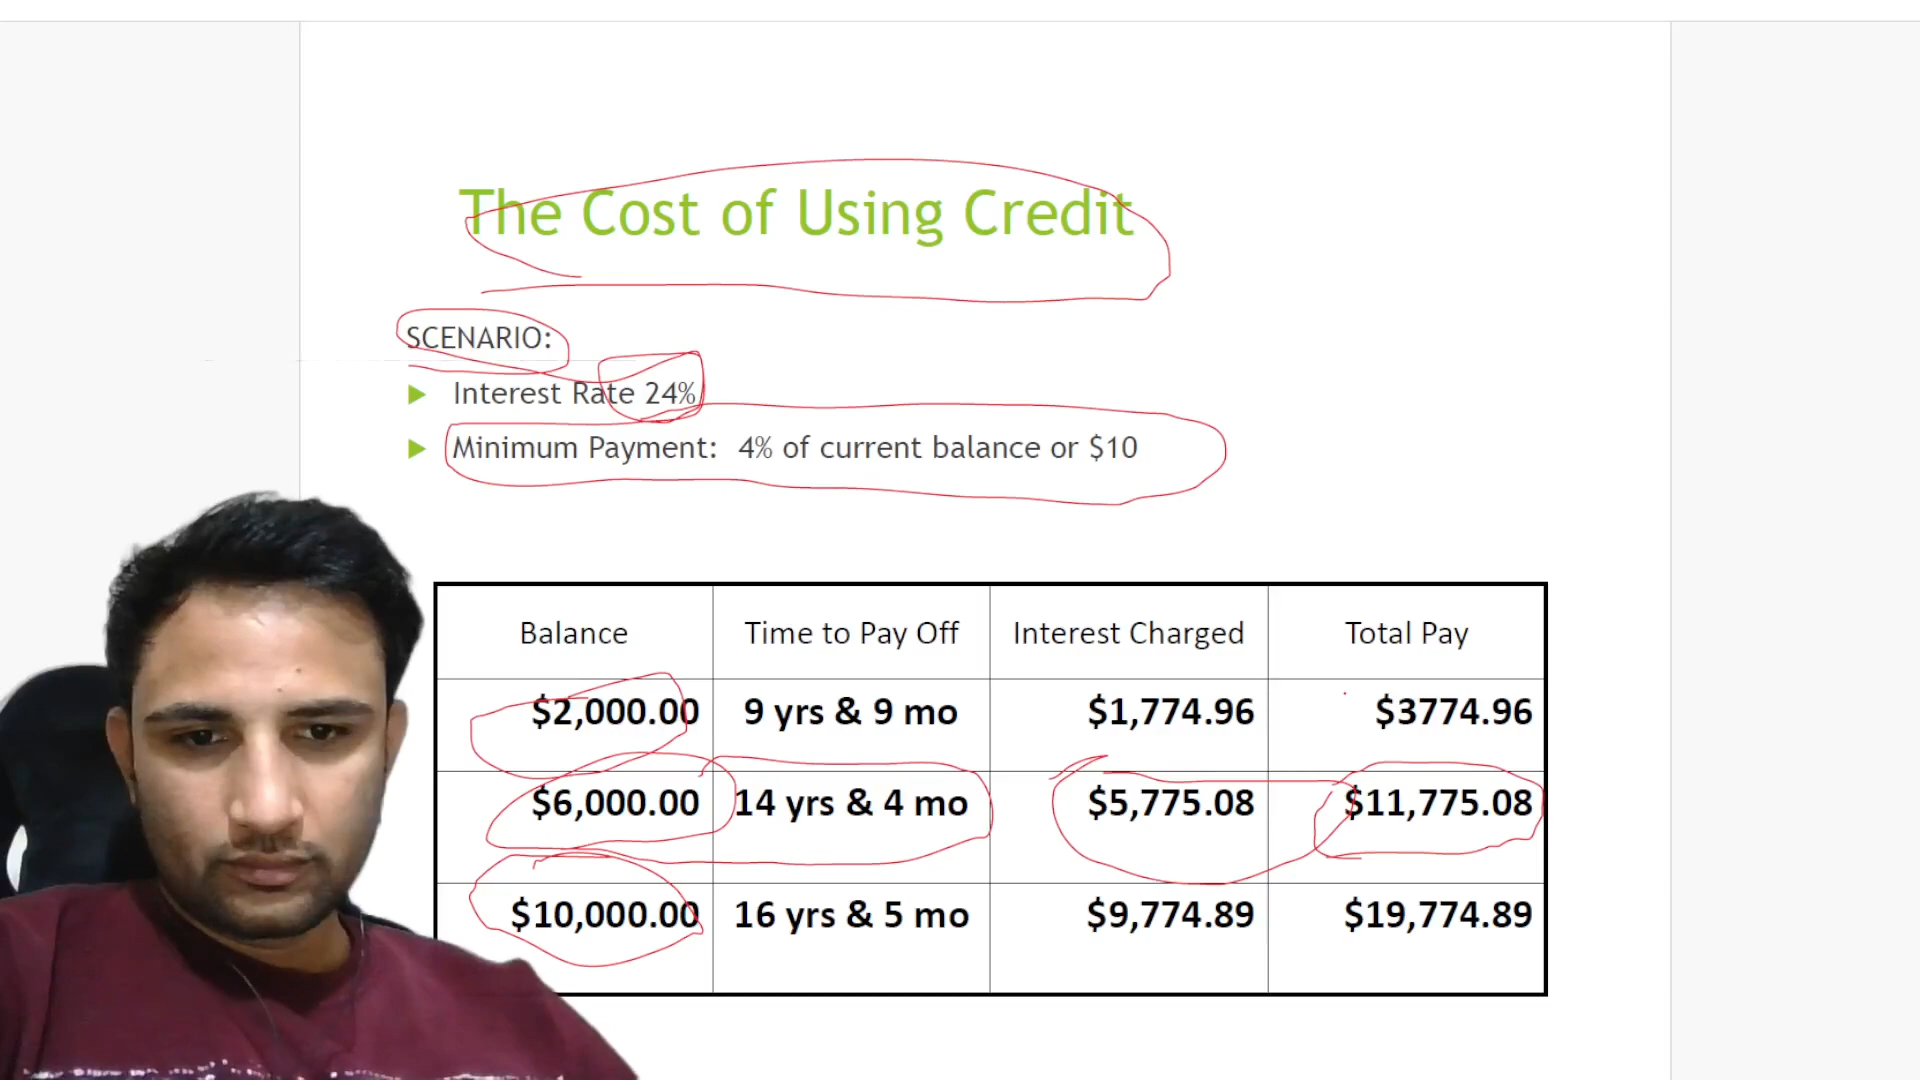 The Cost of Using Credit
SCENARIO:
Interest Rate 24%
Minimum Payment: 4% of current balance or $10
Balance Time to Pay Off Interest Charged Total Pay
$2,000.00 9 yrs & 9 mo $1,774.96 $3774.96
$6,000.00 14 yrs & 4 mo $5,775.08 $11,775.08
$10,000.00 16 yrs & 5 mo $9,774.89 $19,774.89